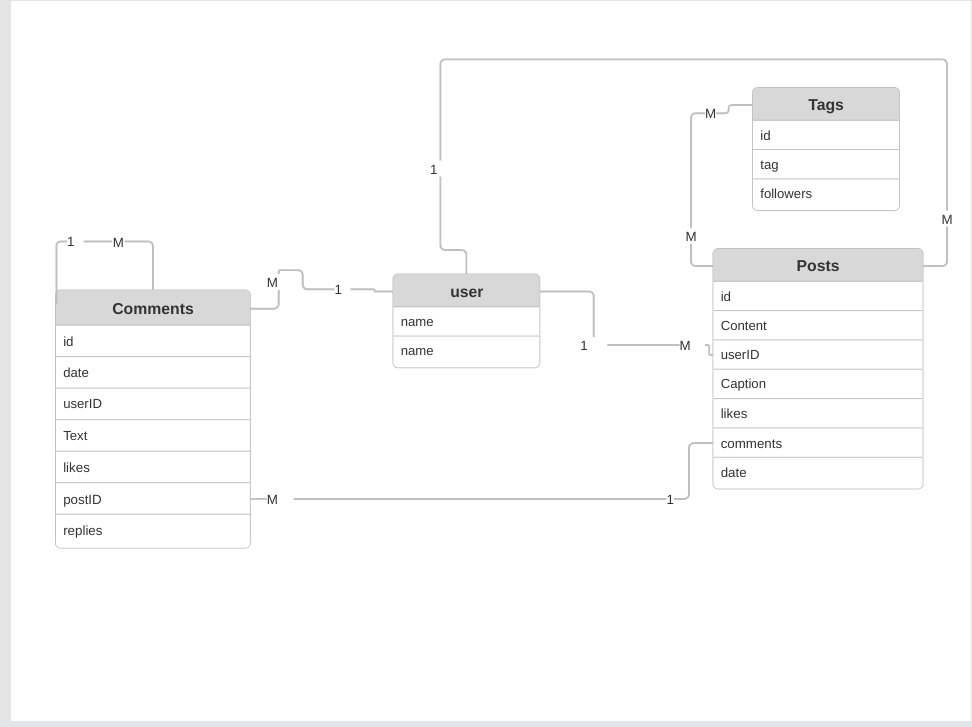 Tags
id
tag
followers
M
M
1
M
Posts
id
Content
userID
Caption
likes
comments
date
1
M
Comments
id
date
userID
Text
likes
postID
replies
M
1
user
name
name
1
M
M
1